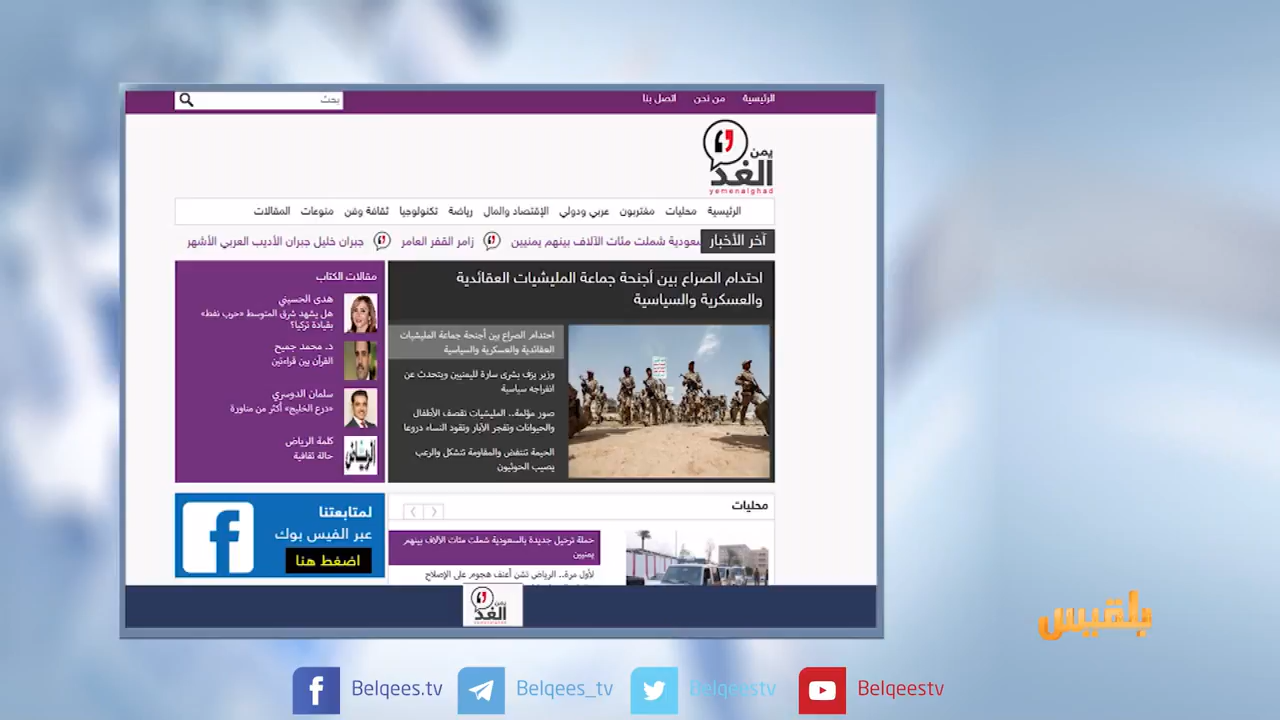 الرئيسية من نحن اتصل بنا بحث
يمن
الغد
yemenalghad
الرئيسية محليات مغتربون عربي ودولي الإقتصاد والمال رياضة تكنولوجيا ثقافة وفن منوعات المقالات
آخر الأخبار سعودية شملت مئات الآلاف بينهم يمنيين زامر القفر العامر جبران خليل جبران الأديب العربي الأشهر
احتدام الصراع بين أجنحة جماعة المليشيات العقائدية
والعسكرية والسياسية
احتدام الصراع بين أجنحة جماعة المليشيات
العقائدية والعسكرية والسياسية
وزير يزف بشرى سارة لليمنيين ويتحدث عن
انفراجه سياسية
صور مؤلمة.. المليشيات تقصف الأطفال
والحيوانات وتفجر الآبار وتقود النساء دروعا
الحيمة تنتفض والمقاومة تتشكل والرعب
يصيب الحوثيون
مقالات الكتاب
هدى الحسيني
هل يشهد شرق المتوسط «حرب نفط»
بقيادة تركيا؟
د. محمد جميح
القرآن بين قراءتين
سلمان الدوسري
«درع الخليج» أكثر من مناورة
كلمة الرياض
حالة ثقافية
الرياض
محليات
حملة ترحيل جديدة بالسعودية شملت مئات الآلاف بينهم
يمنيين
لأول مرة.. الرياض تشن أعنف هجوم على الإصلاح
لمتابعتنا
عبر الفيس بوك
اضغط هنا
يمن
الغد
بلقيس
Belqees.tv Belqees_tv Belqeestv Belqeestv